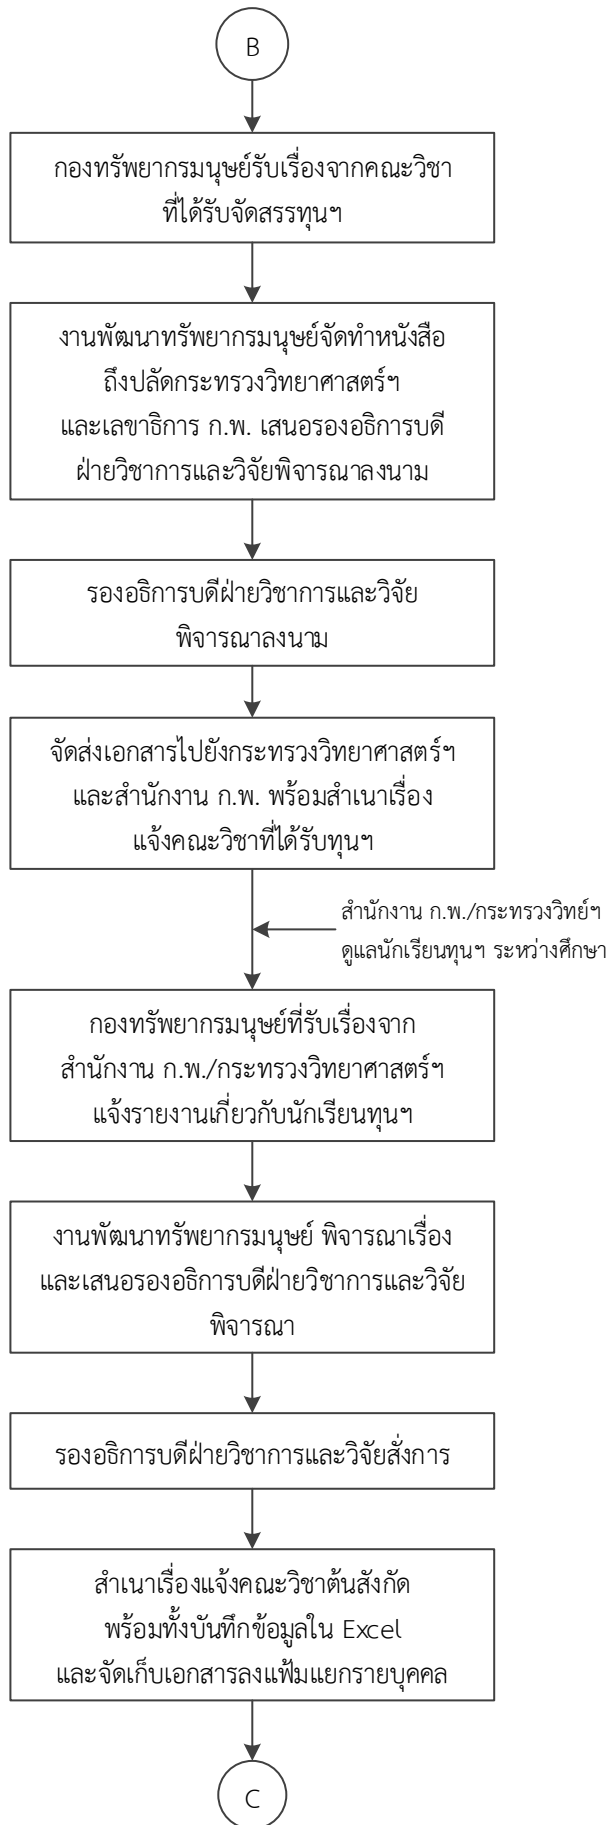 B
กองทรัพยากรมนุษย์รับเรื่องจากคณะวิชา
ที่ได้รับจัดสรรทุนฯ
งานพัฒนาทรัพยากรมนุษย์จัดทำหนังสือ
ถึงปลัดกระทรวงวิทยาศาสตร์ฯ
และเลขาธิการ ก.พ. เสนอรองอธิการบดี
ฝ่ายวิชาการและวิจัยพิจารณาลงนาม
รองอธิการบดีฝ่ายวิชาการและวิจัย
พิจารณาลงนาม
จัดส่งเอกสารไปยังกระทรวงวิทยาศาสตร์ฯ
และสำนักงาน ก.พ. พร้อมสำเนาเรื่อง
แจ้งคณะวิชาที่ได้รับทุนฯ
สำนักงาน ก.พ./กระทรวงวิทย์ฯ
ดูแลนักเรียนทุนฯ ระหว่างศึกษา
กองทรัพยากรมนุษย์ที่รับเรื่องจาก
สำนักงาน ก.พ./กระทรวงวิทยาศาสตร์ฯ
แจ้งรายงานเกี่ยวกับนักเรียนทุนฯ
งานพัฒนาทรัพยากรมนุษย์ พิจารณาเรื่อง
และเสนอรองอธิการบดีฝ่ายวิชาการและวิจัย
พิจารณา
รองอธิการบดีฝ่ายวิชาการและวิจัยสั่งการ
สำเนาเรื่องแจ้งคณะวิชาต้นสังกัด
พร้อมทั้งบันทึกข้อมูลใน Excel
และจัดเก็บเอกสารลงแฟ้มแยกรายบุคคล
C